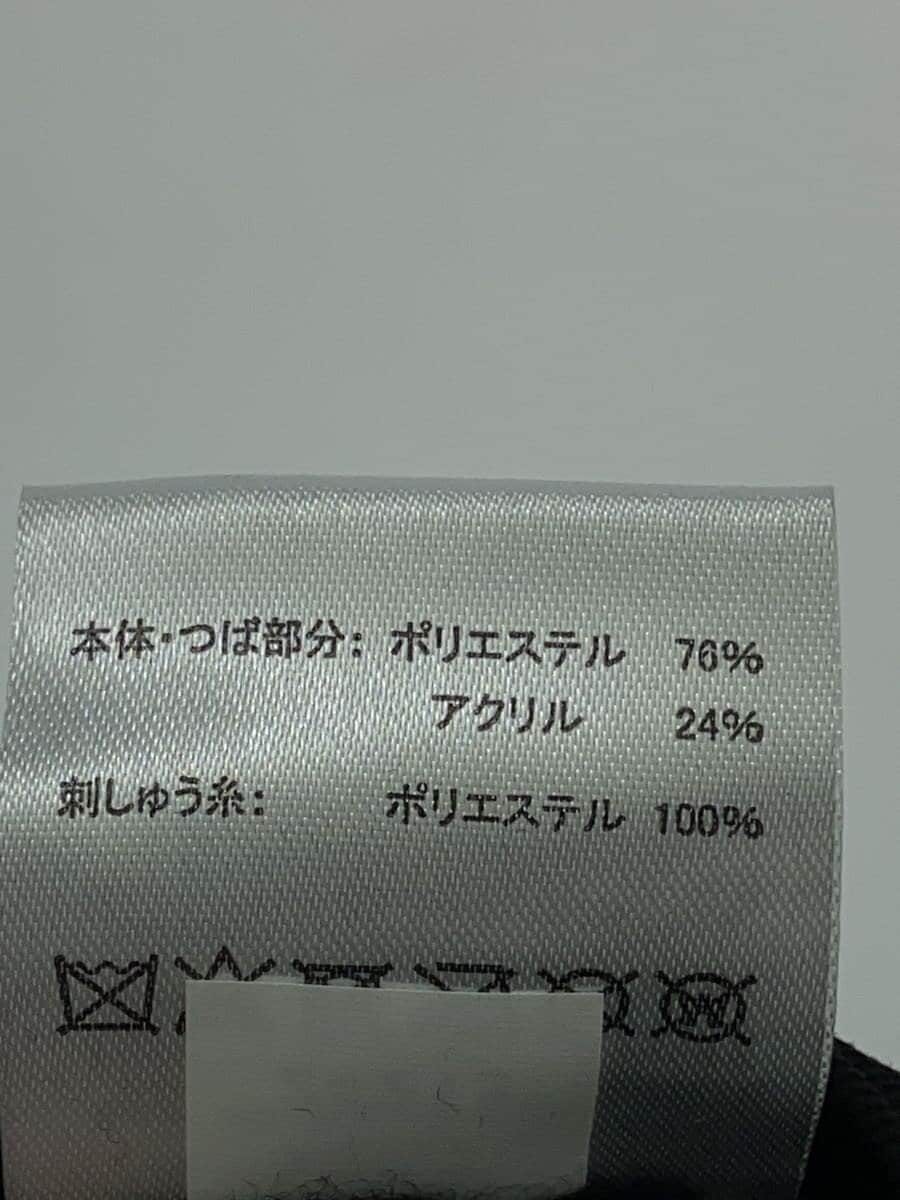 本体・つば部分: ポリエステル 76%
アクリル 24%
刺しゅう糸: ポリエステル 100%